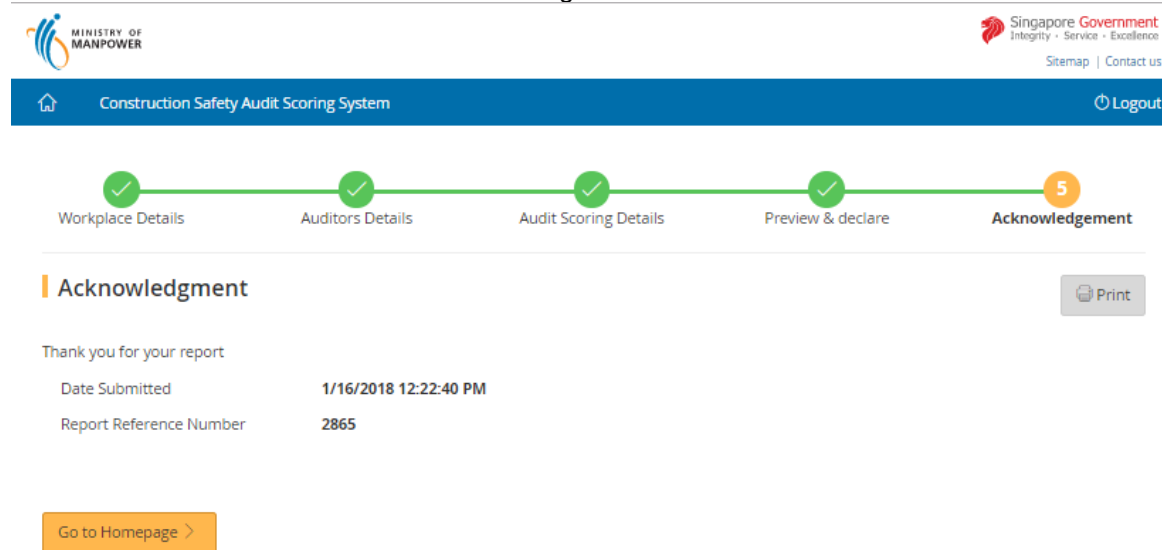 MINISTRY OF
MANPOWER
Singapore Government
Integrity · Service · Excellence
Sitemap | Contact us
Construction Safety Audit Scoring System
Logout
5
Workplace Details
Auditors Details
Audit Scoring Details
Preview & declare
Acknowledgement
Acknowledgment
Print
Thank you for your report
Date Submitted 1/16/2018 12:22:40 PM
Report Reference Number 2865
Go to Homepage >